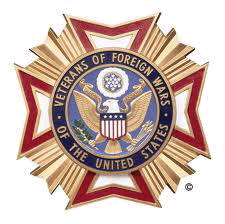 · VETERANS OF FOREIGN WARS ·
OF THE UNITED STATES
©